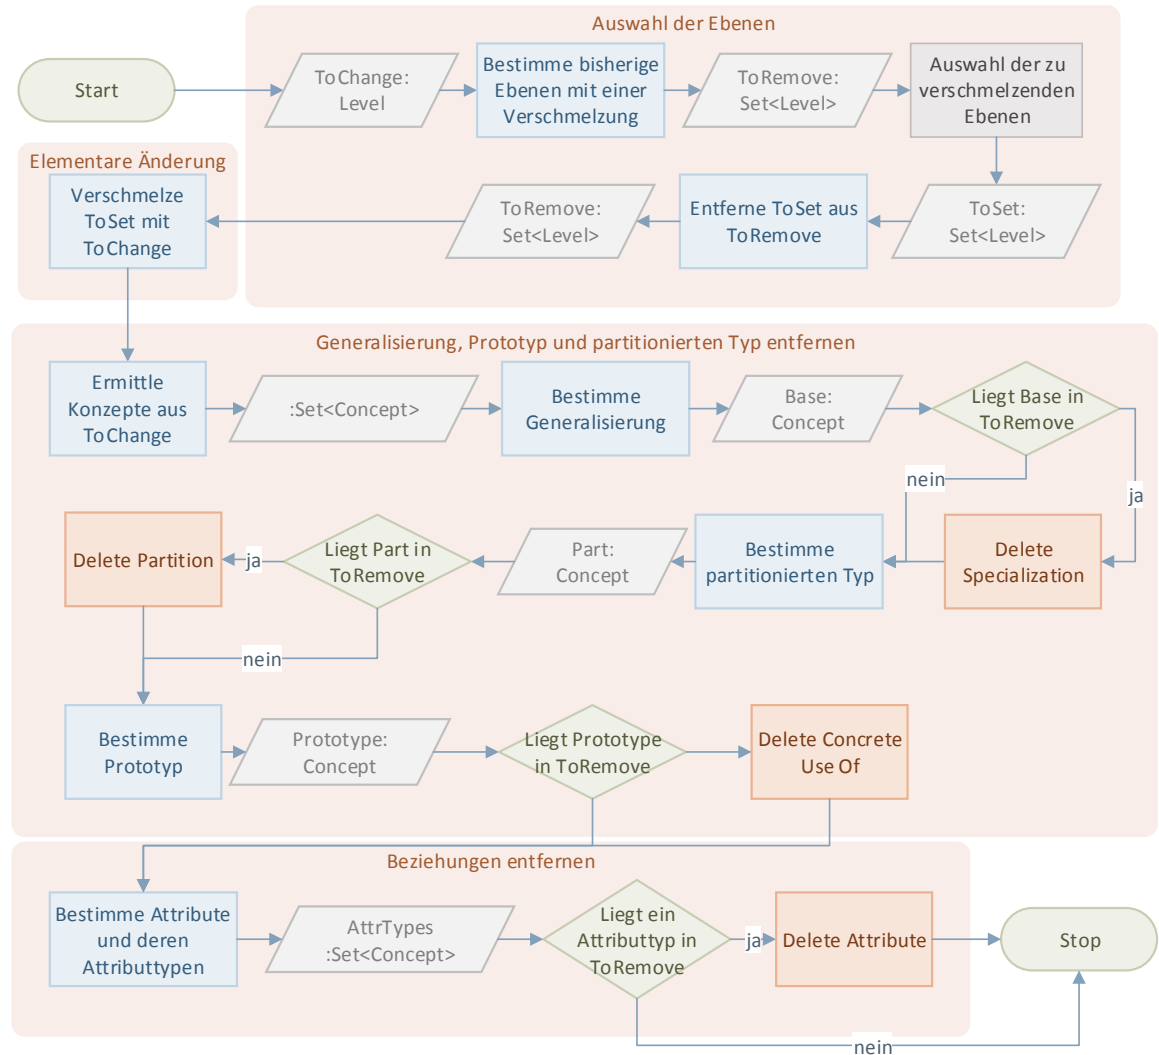 Auswahl der Ebenen
Start
ToChange:
Level
Bestimme bisherige
Ebenen mit einer
Verschmelzung
ToRemove:
Set<Level>
Auswahl der zu
verschmelzenden
Ebenen
Elementare Änderung
Verschmelze
ToSet mit
ToChange
ToRemove:
Set<Level>
Entferne ToSet aus
ToRemove
ToSet:
Set<Level>
Generalisierung, Prototyp und partitionierten Typ entfernen
Ermittle
Konzepte aus
ToChange
:Set<Concept>
Bestimme
Generalisierung
Base:
Concept
Liegt Base in
ToRemove
nein
ja
Delete Partition
ja
Liegt Part in
ToRemove
Part:
Concept
Bestimme
partitionierten Typ
Delete
Specialization
nein
Bestimme
Prototyp
Prototype:
Concept
Liegt Prototype
in ToRemove
Delete Concrete
Use Of
Beziehungen entfernen
Bestimme Attribute
und deren
Attributtypen
AttrTypes
:Set<Concept>
Liegt ein
Attributtyp in
ToRemove
ja
Delete Attribute
Stop
nein